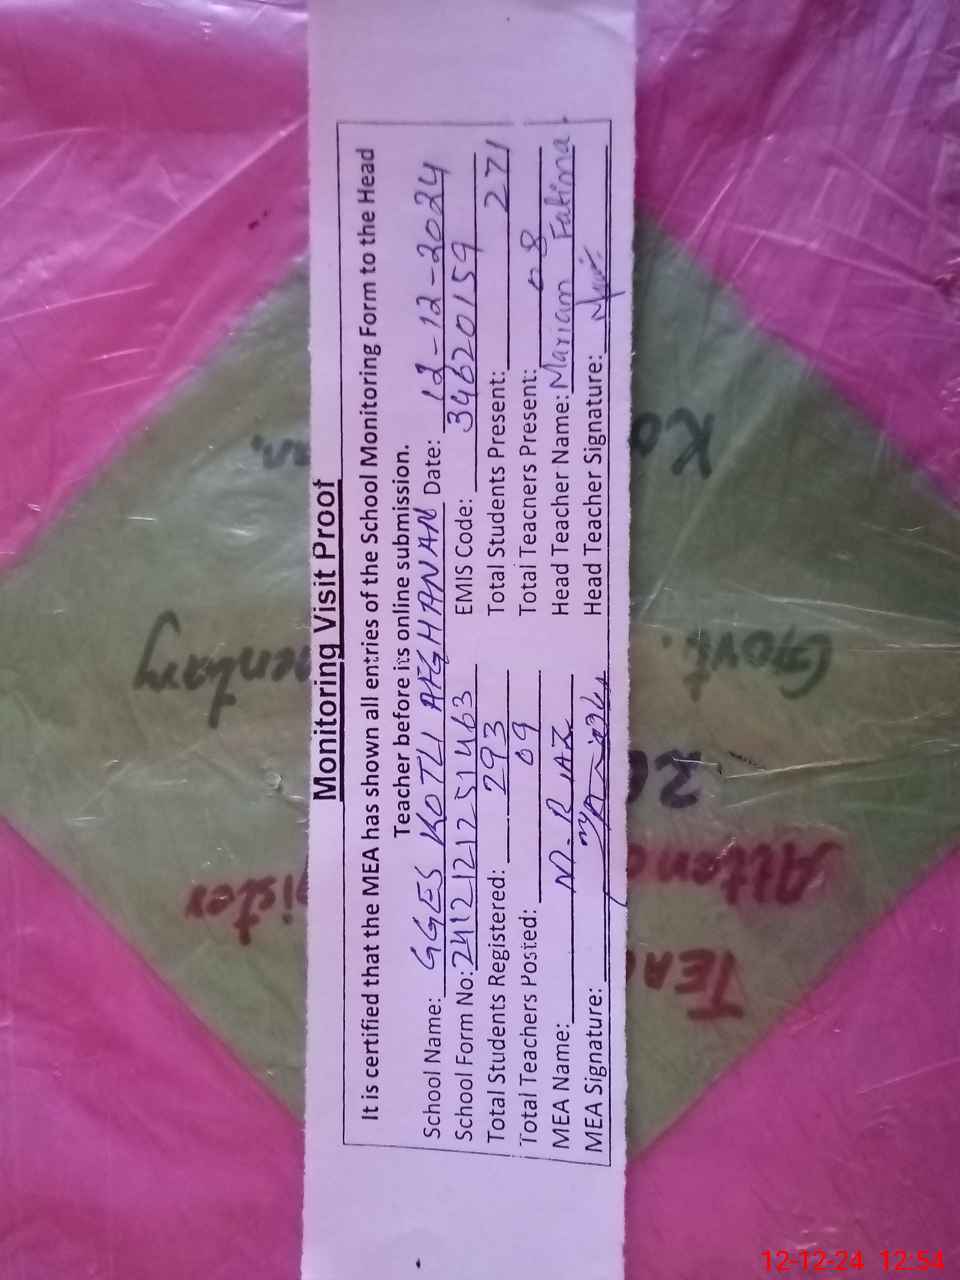 Monitoring Visit Proof
It is certified that the MEA has shown all entries of the School Monitoring Form to the Head
Teacher before its online submission.
School Name: GGES KOTLI AFGHANAN Date: 12-12-2024
School Form No: 2412121251463 EMIS Code: 34620159
Total Students Registered: 293 Total Students Present: 271
Total Teachers Posted: 09 Total Teachers Present: 08
MEA Name: M. RIAZ Head Teacher Name: Mariam Fatima
MEA Signature: Head Teacher Signature:
Govt.
12-12-24 12:54